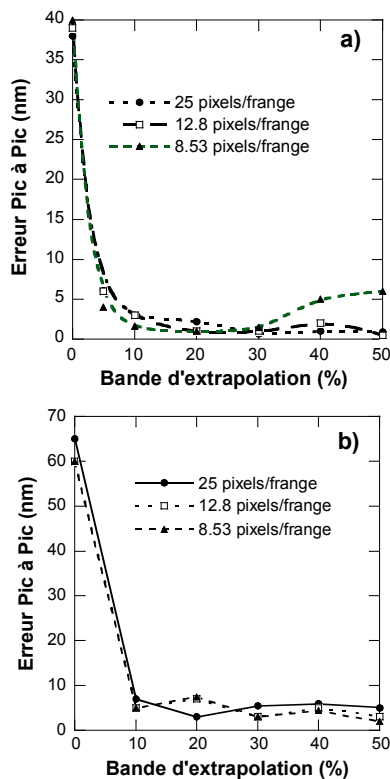 a)
40
35
30
25
20
15
10
5
0
Erreur Pic à Pic (nm)
25 pixels/frange
12.8 pixels/frange
8.53 pixels/frange
0 10 20 30 40 50
Bande d'extrapolation (%)
b)
70
60
50
40
30
20
10
0
Erreur Pic à Pic (nm)
25 pixels/frange
12.8 pixels/frange
8.53 pixels/frange
0 10 20 30 40 50
Bande d'extrapolation (%)